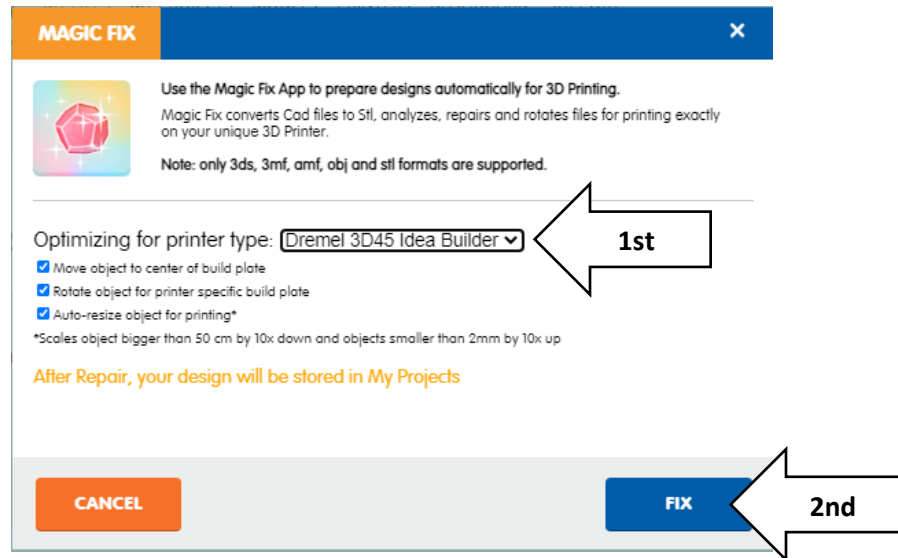 MAGIC FIX
×
Use the Magic Fix App to prepare designs automatically for 3D Printing.
Magic Fix converts Cad files to Stl, analyzes, repairs and rotates files for printing exactly
on your unique 3D Printer.
Note: only 3ds, 3mf, amf, obj and stl formats are supported.
Optimizing for printer type: Dremel 3D45 Idea Builder
1st
Move object to center of build plate
Rotate object for printer specific build plate
Auto-resize object for printing*
*Scales object bigger than 50 cm by 10x down and objects smaller than 2mm by 10x up
After Repair, your design will be stored in My Projects
CANCEL
FIX
2nd